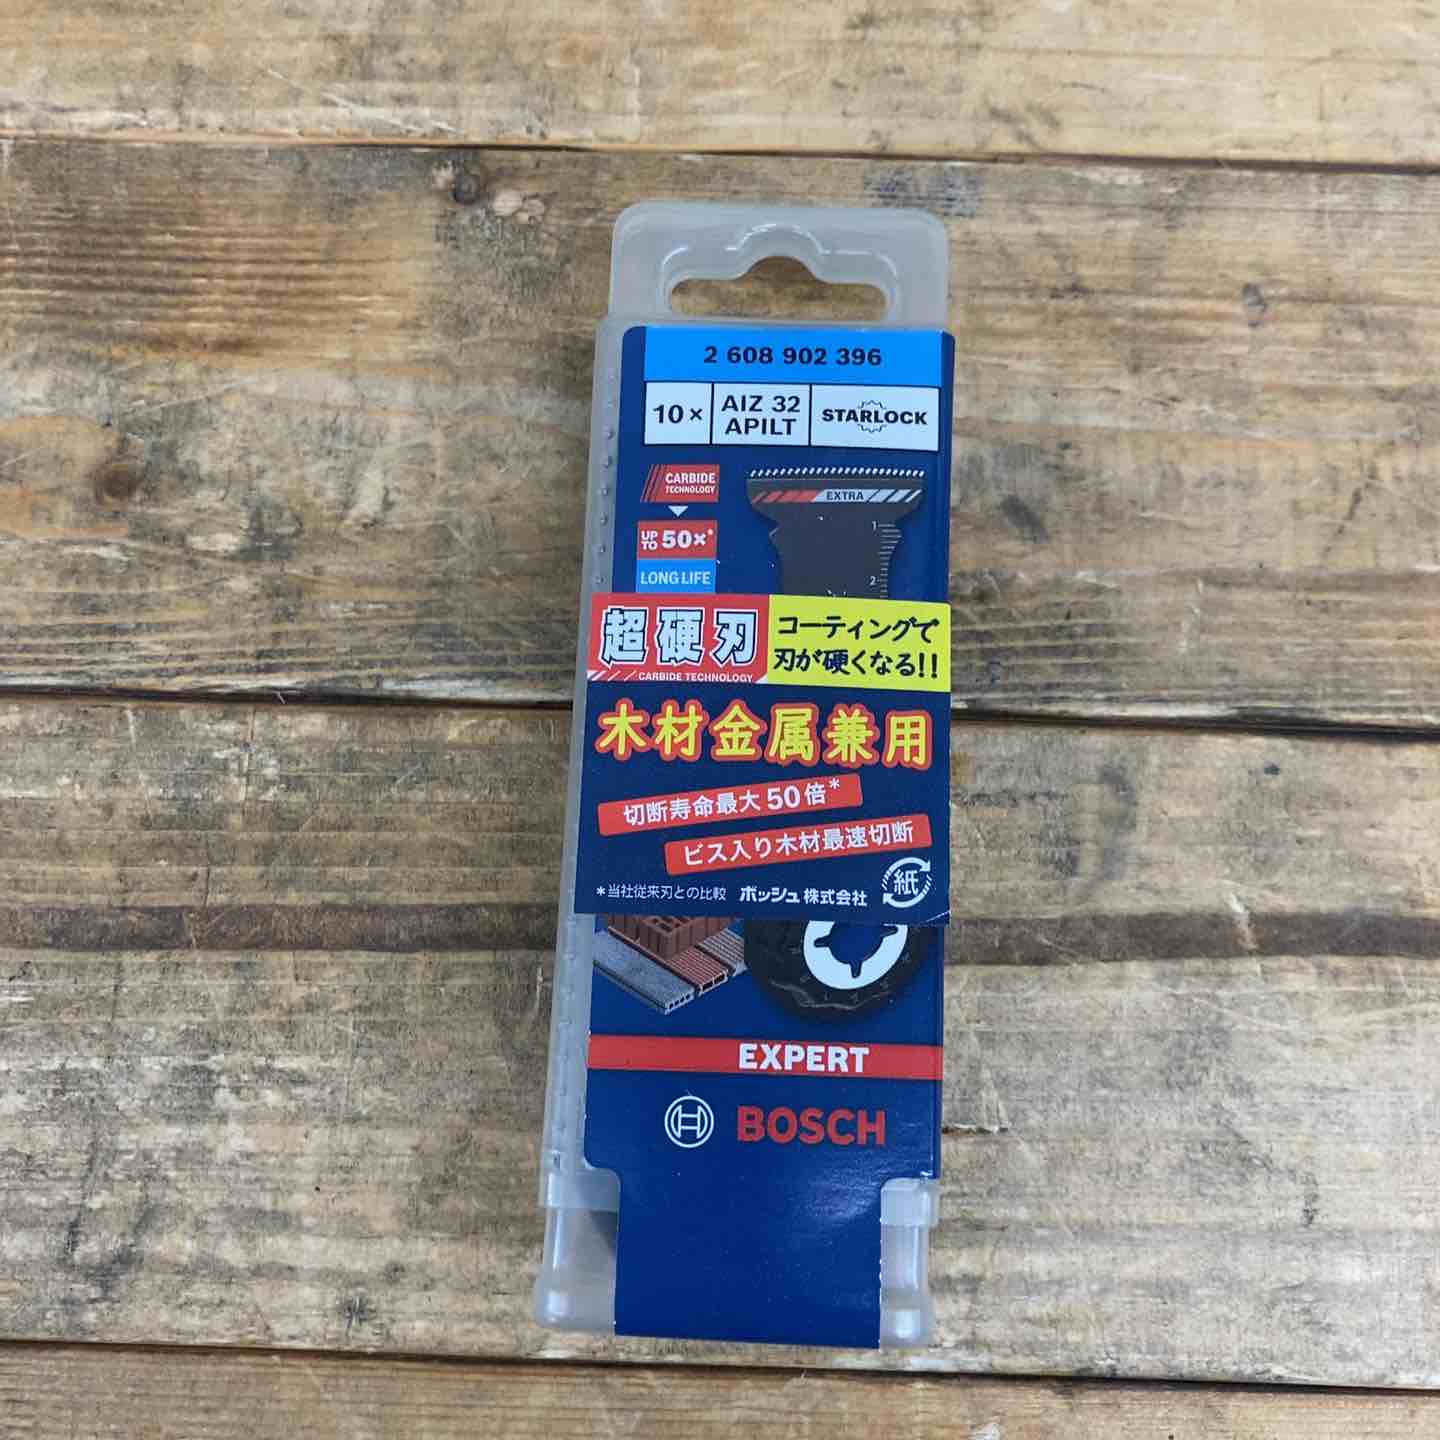 2 608 902 396
10×
AIZ 32
APILT
STARLOCK
CARBIDE
TECHNOLOGY
EXTRA
UP TO 50×*
LONG LIFE
1
2
超硬刃
CARBIDE TECHNOLOGY
コーティングで
刃が硬くなる!!
木材金属兼用
切断寿命最大50倍*
ビス入り木材最速切断
*当社従来刃との比較 ボッシュ株式会社
紙
EXPERT
BOSCH